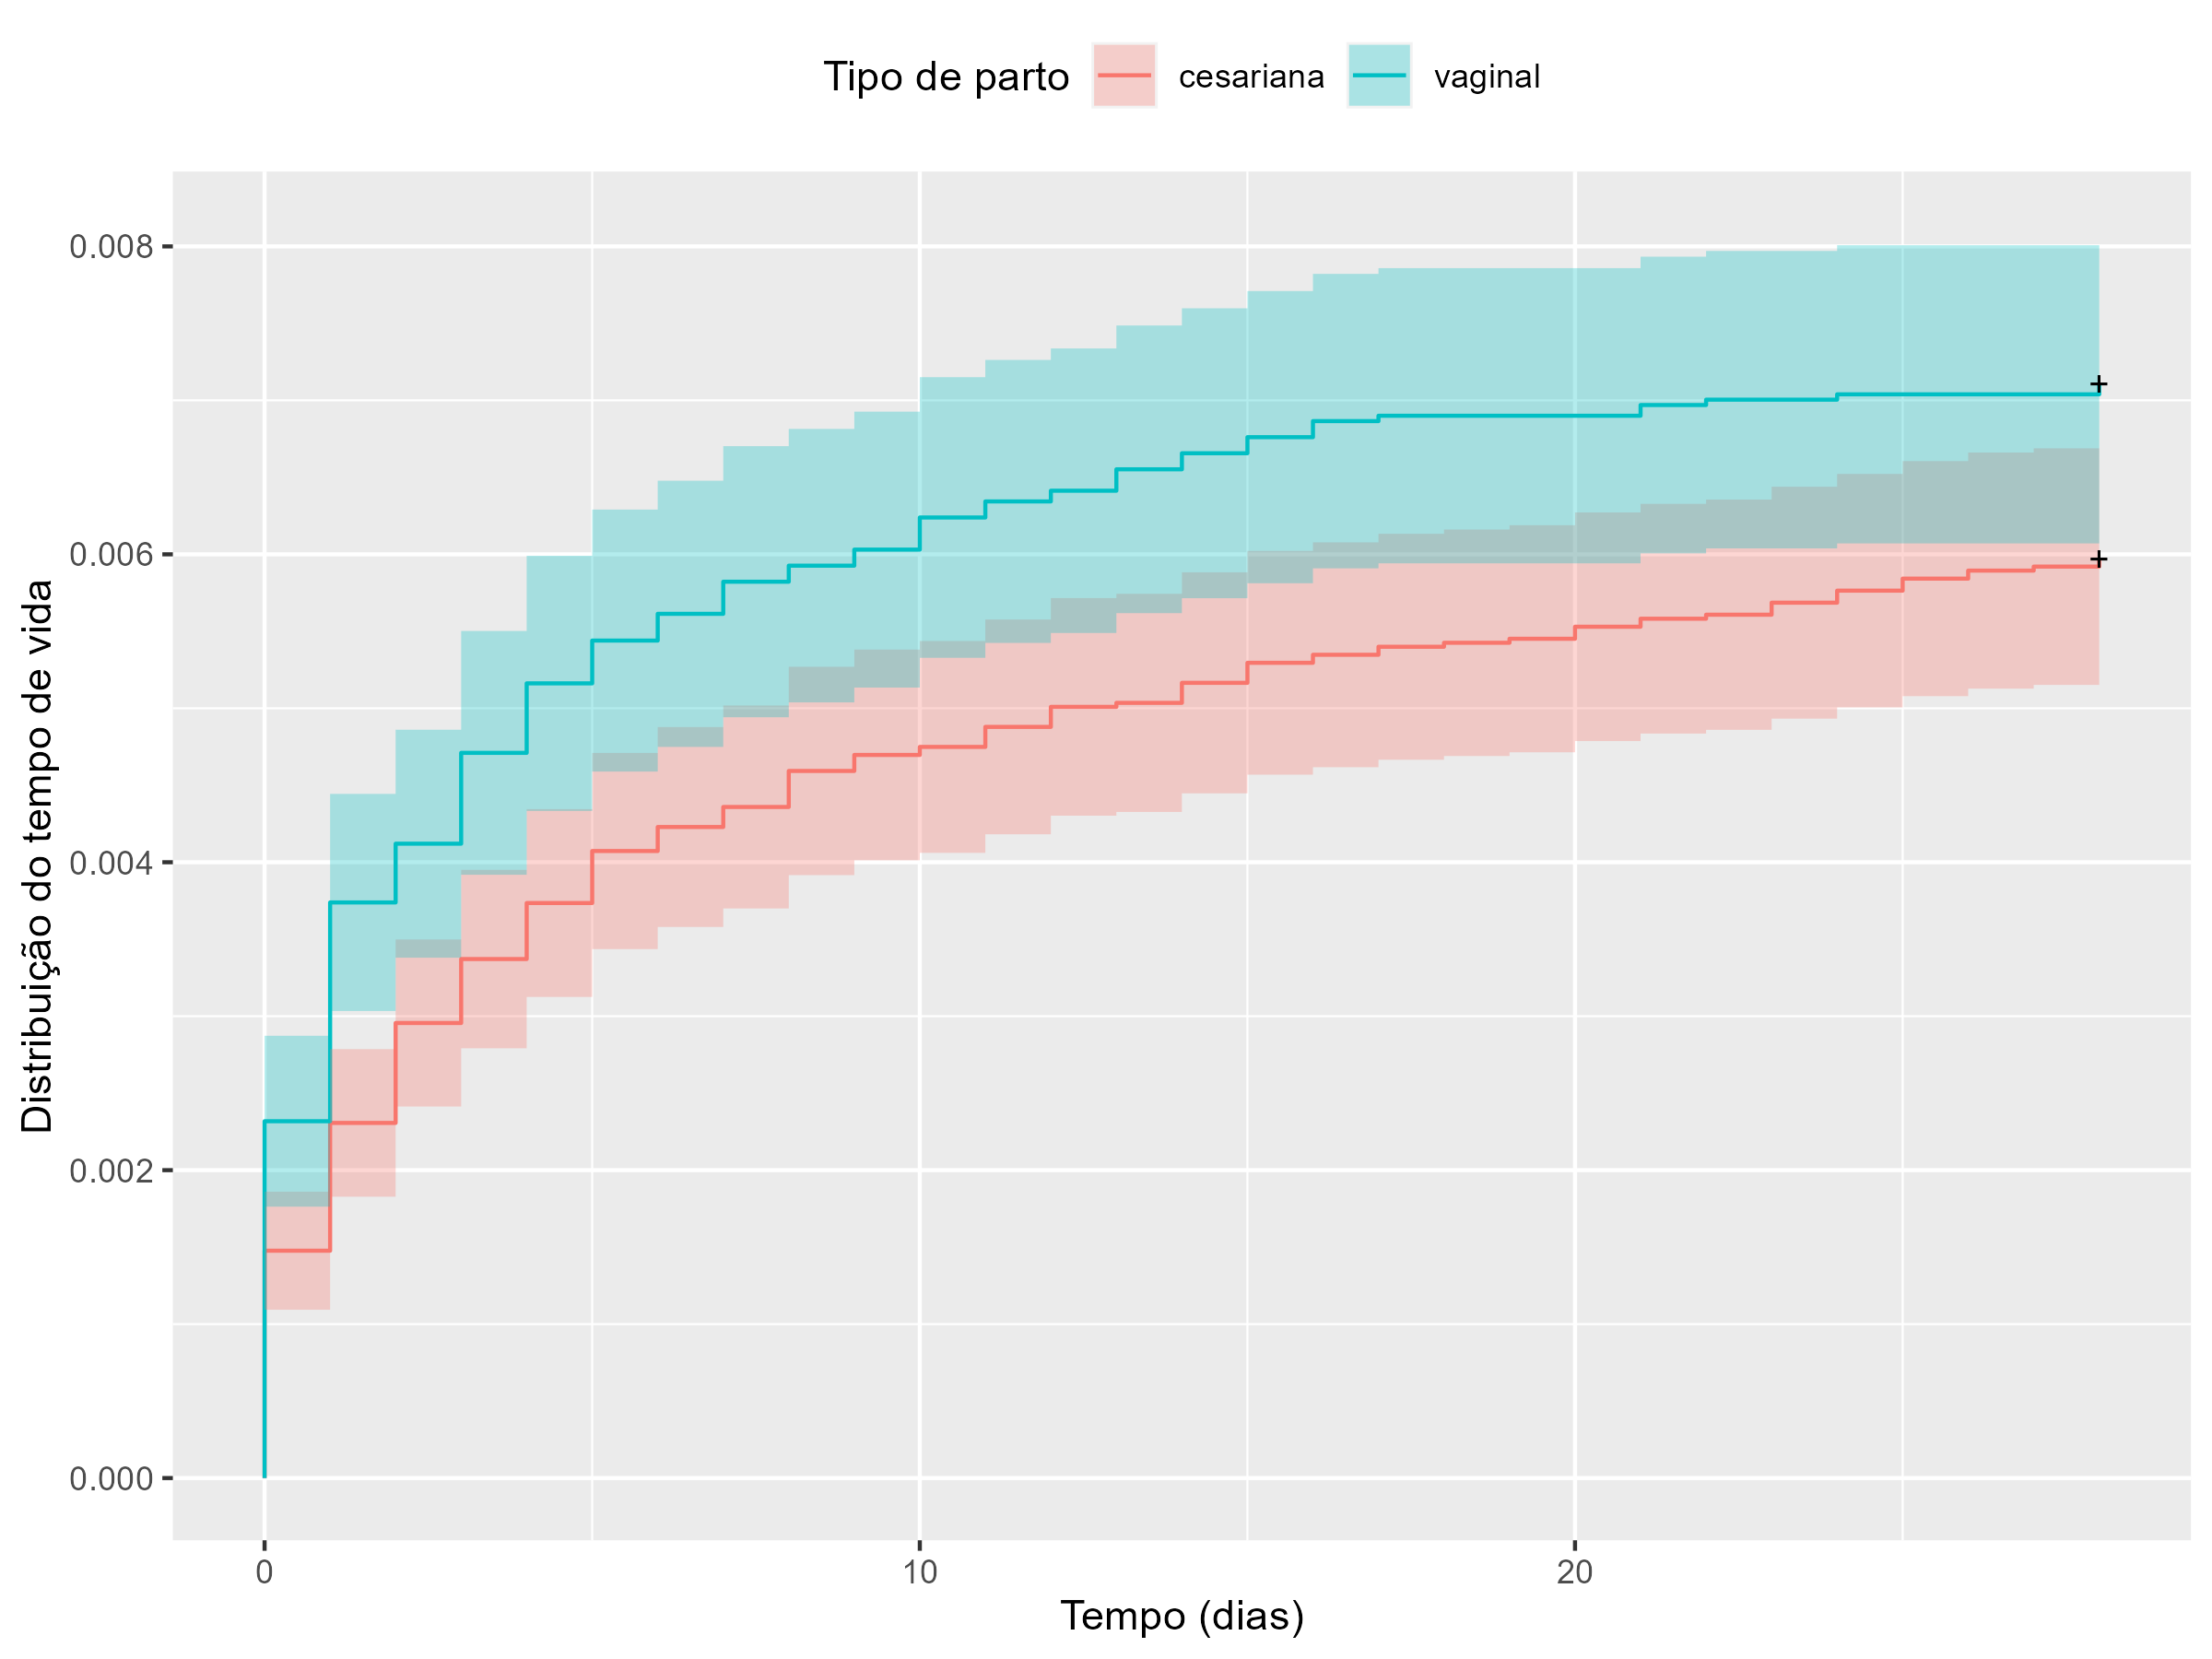 Tipo de parto cesariana vaginal
Distribuição do tempo de vida
0.008
0.006
0.004
0.002
0.000
0 10 20
Tempo (dias)